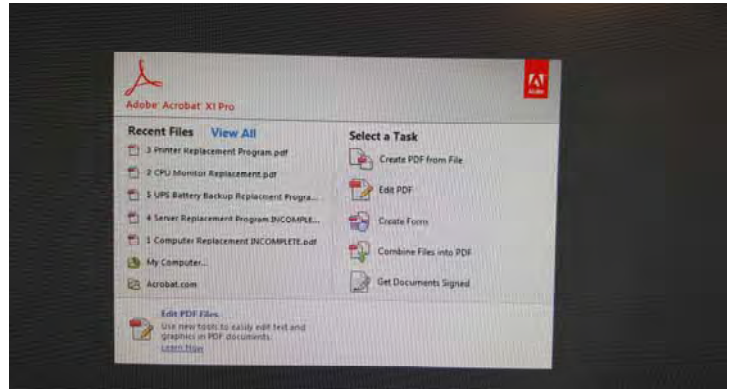 Adobe Acrobat XI Pro
Adobe
Recent Files View All
3 Printer Replacement Program.pdf
2 CPU Monitor Replacement.pdf
5 UPS Battery Backup Replacment Progra...
4 Server Replacement Program INCOMPLE...
1 Computer Replacement INCOMPLETE.pdf
My Computer...
Acrobat.com
Select a Task
Create PDF from File
Edit PDF
Create Form
Combine Files into PDF
Get Documents Signed
Edit PDF Files
Use new tools to easily edit text and
graphics in PDF documents.
Learn How